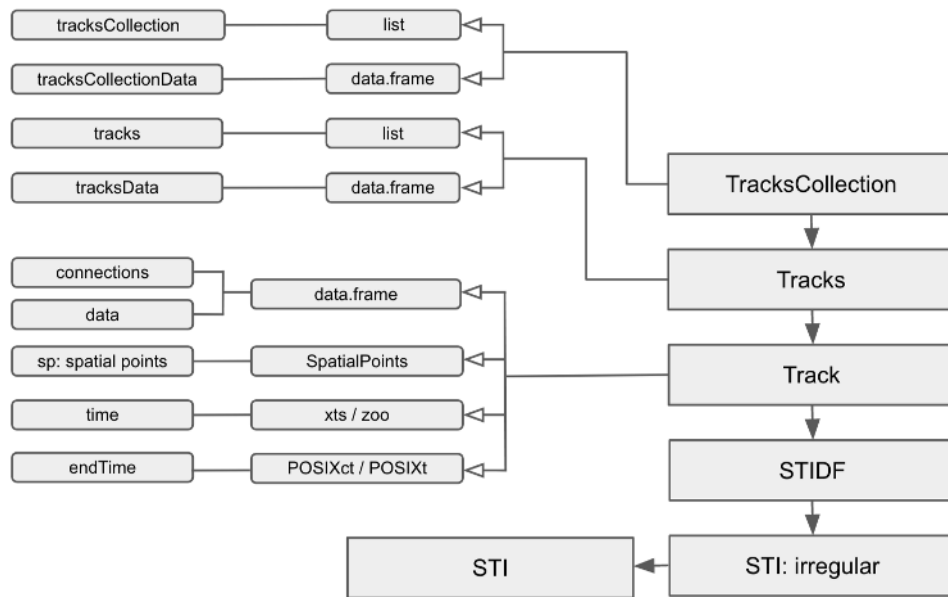 tracksCollection
list
tracksCollectionData
data.frame
tracks
list
tracksData
data.frame
TracksCollection
connections
data
data.frame
Tracks
sp: spatial points
SpatialPoints
Track
time
xts / zoo
endTime
POSIXct / POSIXt
STIDF
STI
STI: irregular